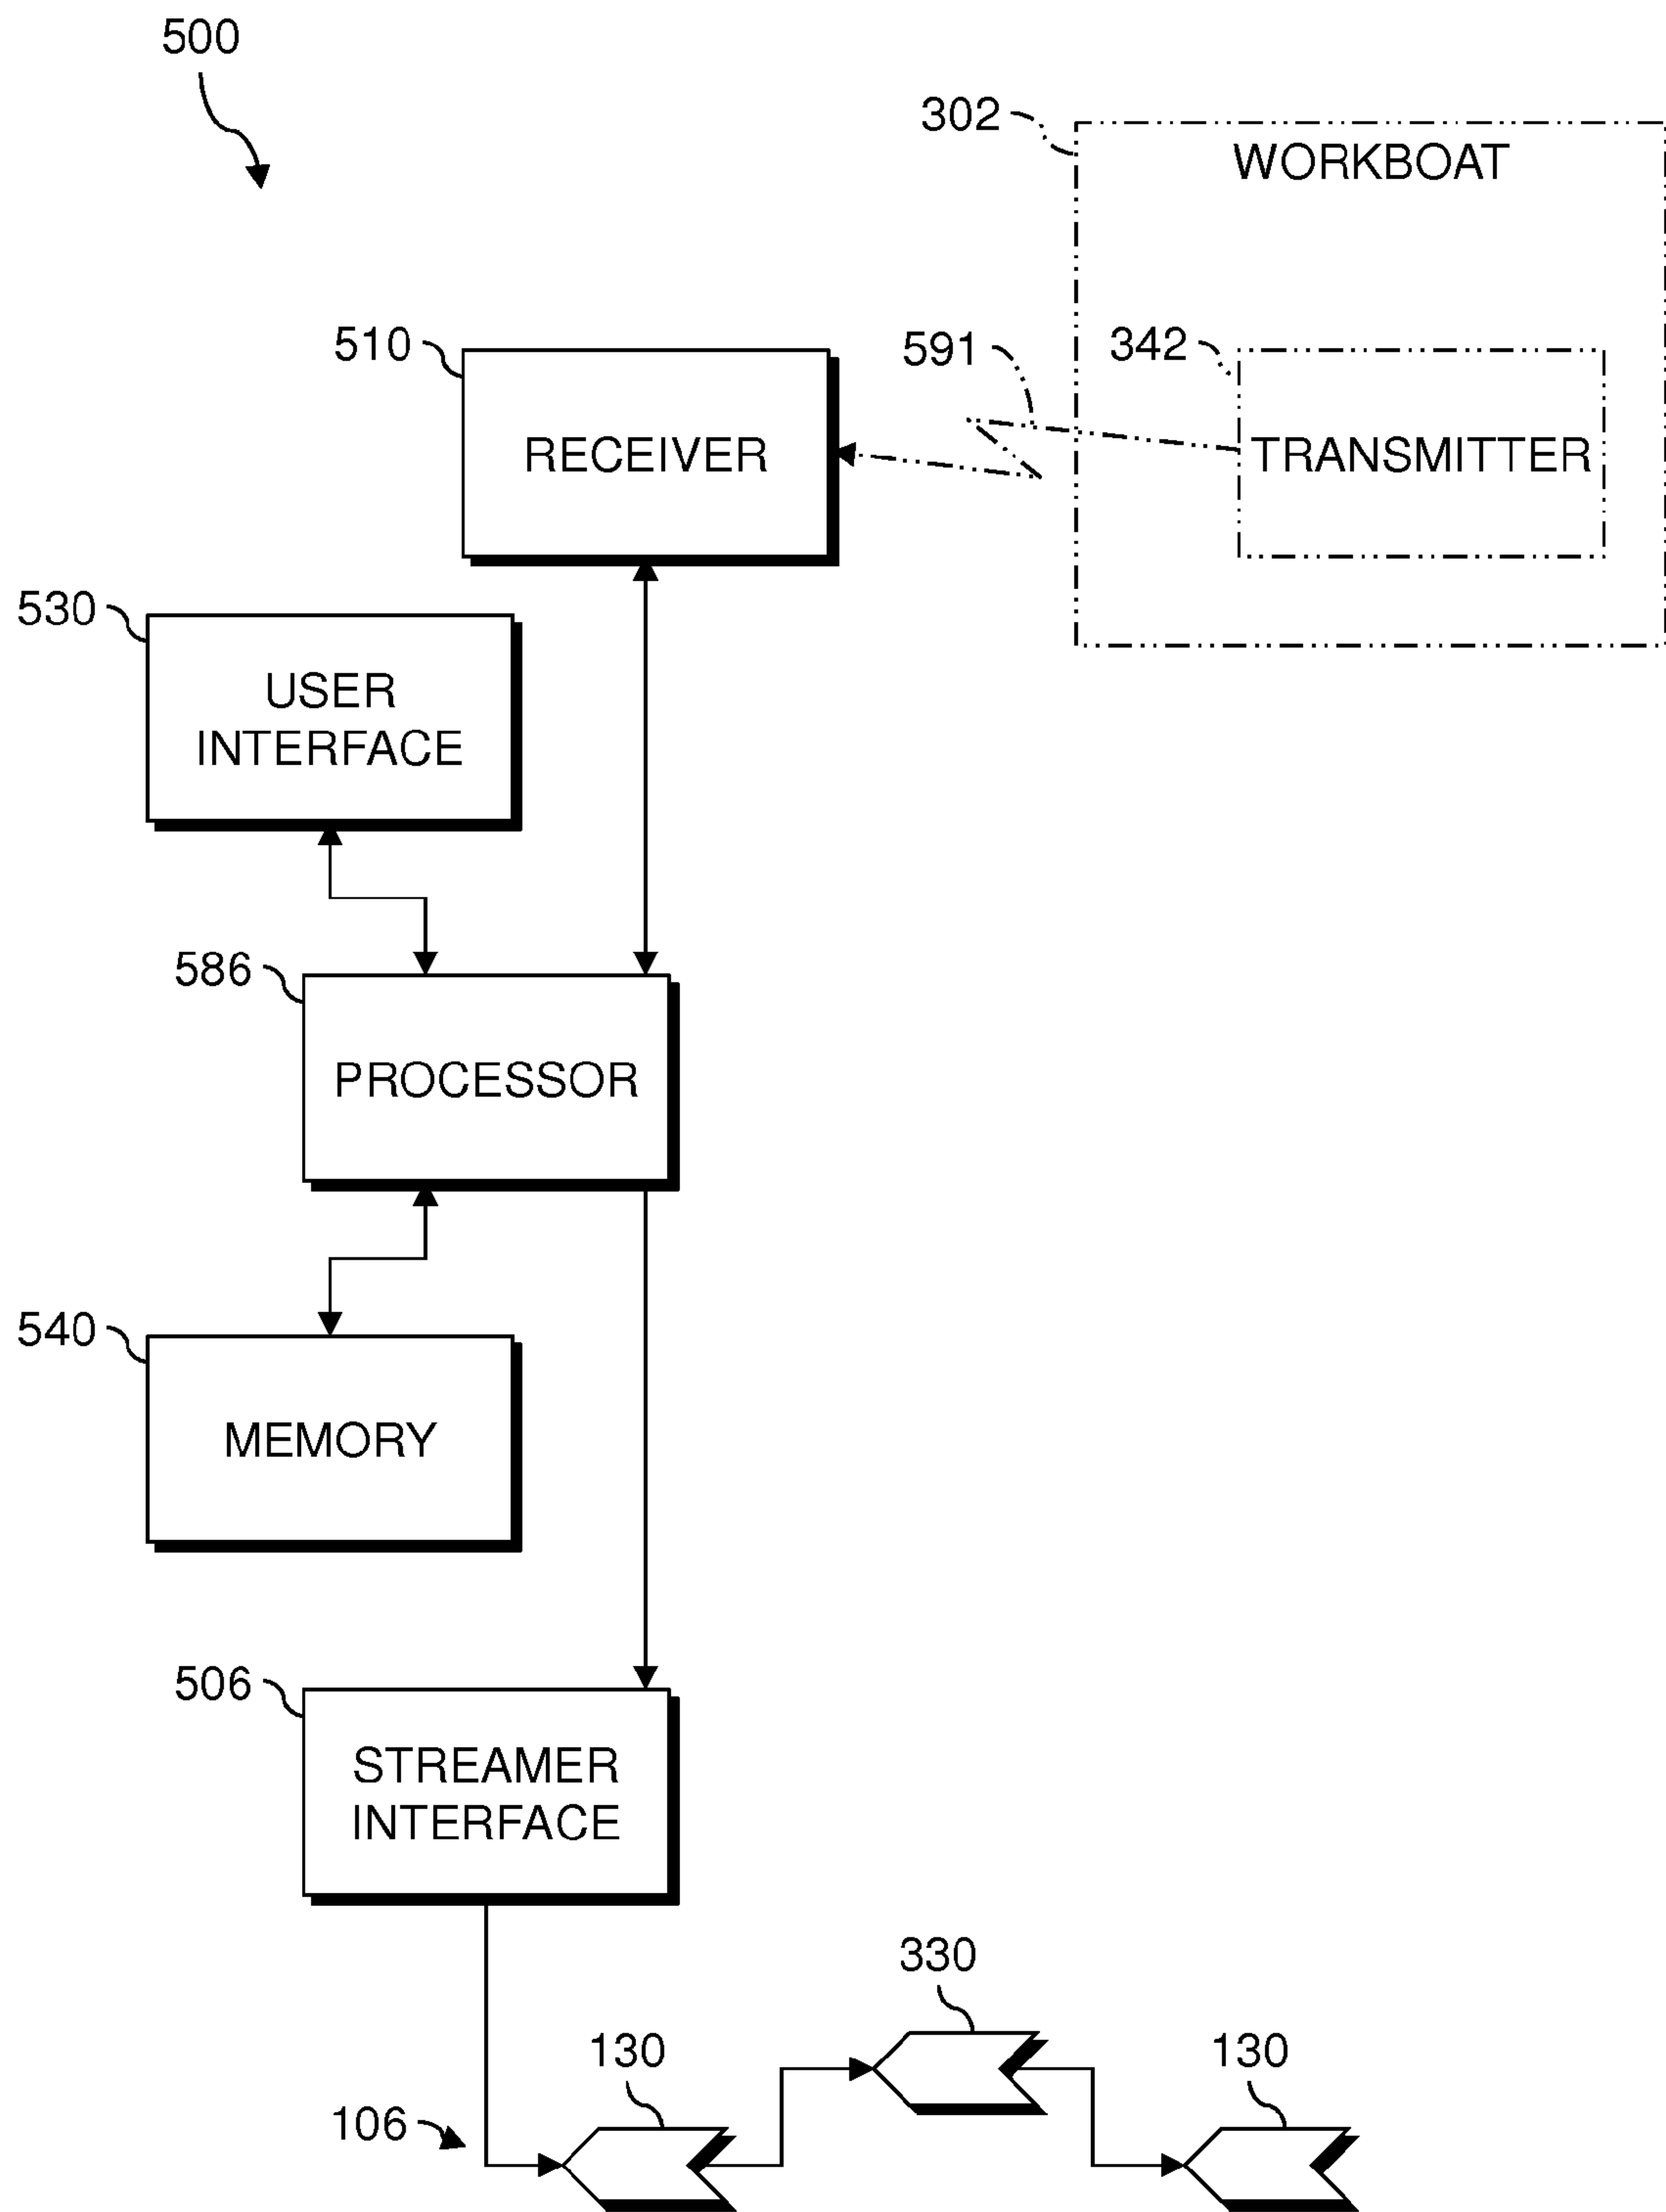 500
302
WORKBOAT
510
591
342
RECEIVER
TRANSMITTER
530
USER
INTERFACE
586
PROCESSOR
540
MEMORY
506
STREAMER
INTERFACE
330
130
130
106